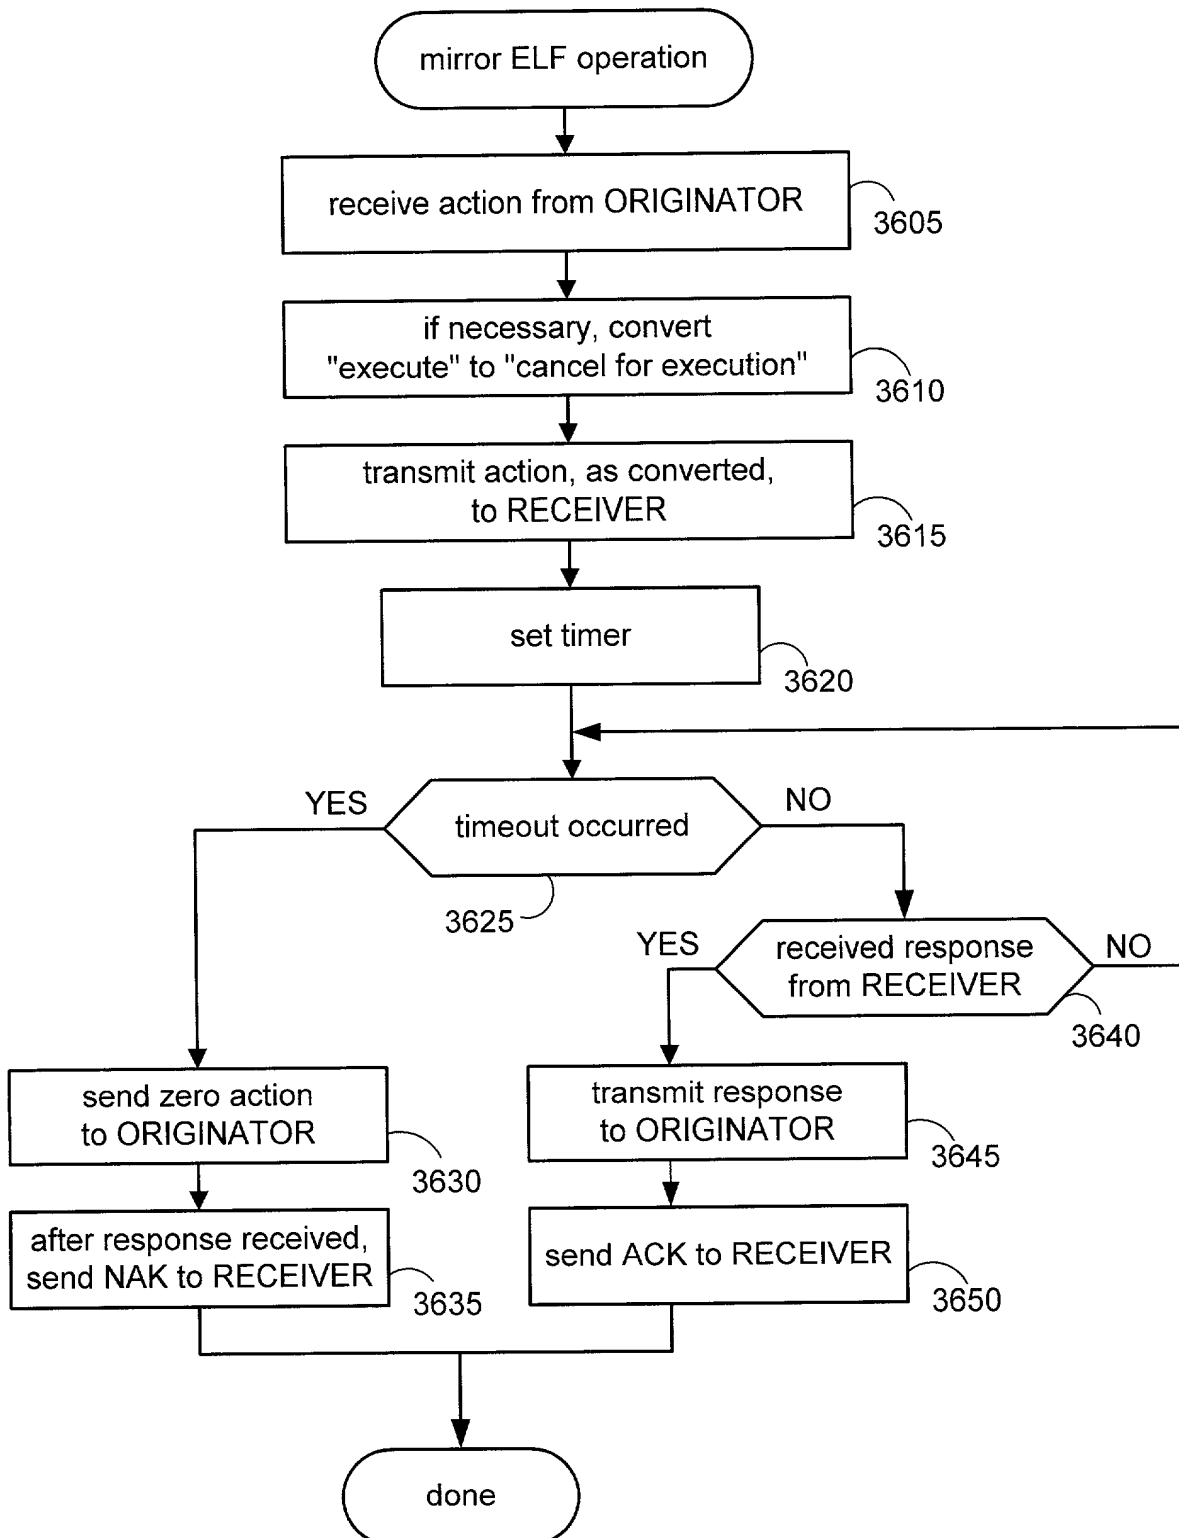 mirror ELF operation
receive action from ORIGINATOR
3605
if necessary, convert
"execute" to "cancel for execution"
3610
transmit action, as converted,
to RECEIVER
3615
set timer
3620
YES
timeout occurred
NO
3625
YES
received response
from RECEIVER
NO
3640
send zero action
to ORIGINATOR
3630
transmit response
to ORIGINATOR
3645
after response received,
send NAK to RECEIVER
3635
send ACK to RECEIVER
3650
done